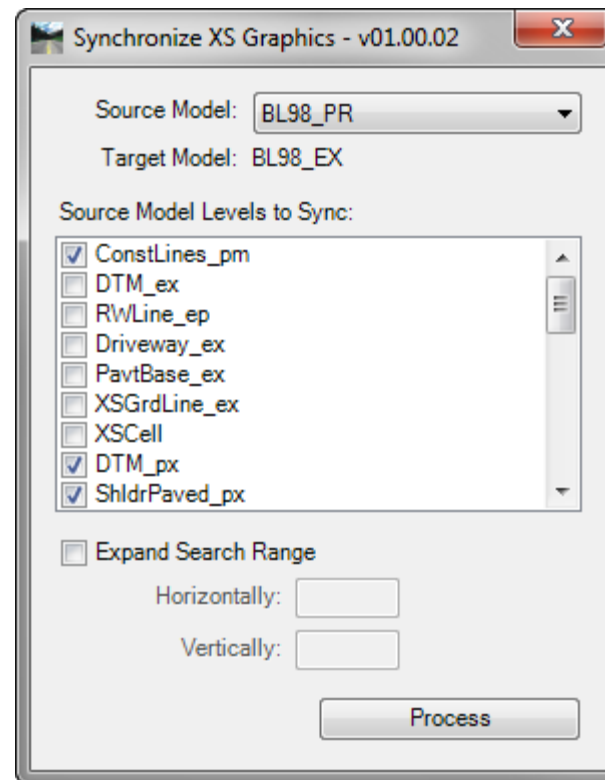 Synchronize XS Graphics - v01.00.02
Source Model: BL98_PR
Target Model: BL98_EX
Source Model Levels to Sync:
ConstLines_pm
DTM_ex
RWLine_ep
Driveway_ex
PavtBase_ex
XSGrdLine_ex
XSCell
DTM_px
ShldrPaved_px
Expand Search Range
Horizontally:
Vertically:
Process